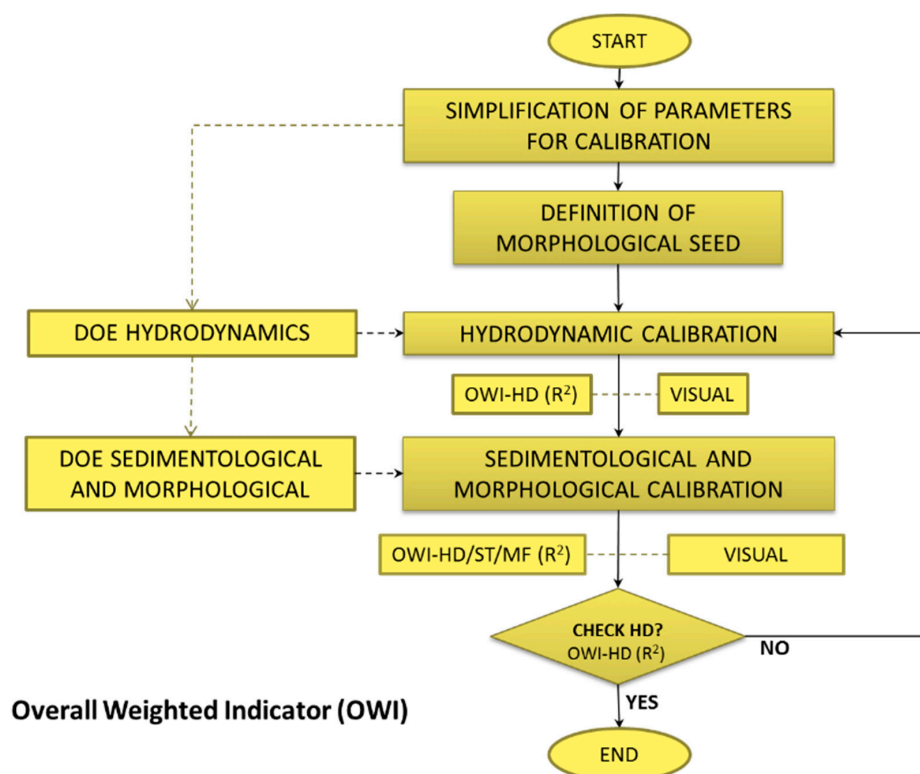 START
SIMPLIFICATION OF PARAMETERS
FOR CALIBRATION
DEFINITION OF
MORPHOLOGICAL SEED
DOE HYDRODYNAMICS
HYDRODYNAMIC CALIBRATION
OWI-HD (R²)
VISUAL
DOE SEDIMENTOLOGICAL
AND MORPHOLOGICAL
SEDIMENTOLOGICAL AND
MORPHOLOGICAL CALIBRATION
OWI-HD/ST/MF (R²)
VISUAL
CHECK HD?
OWI-HD (R²)
NO
YES
Overall Weighted Indicator (OWI)
END